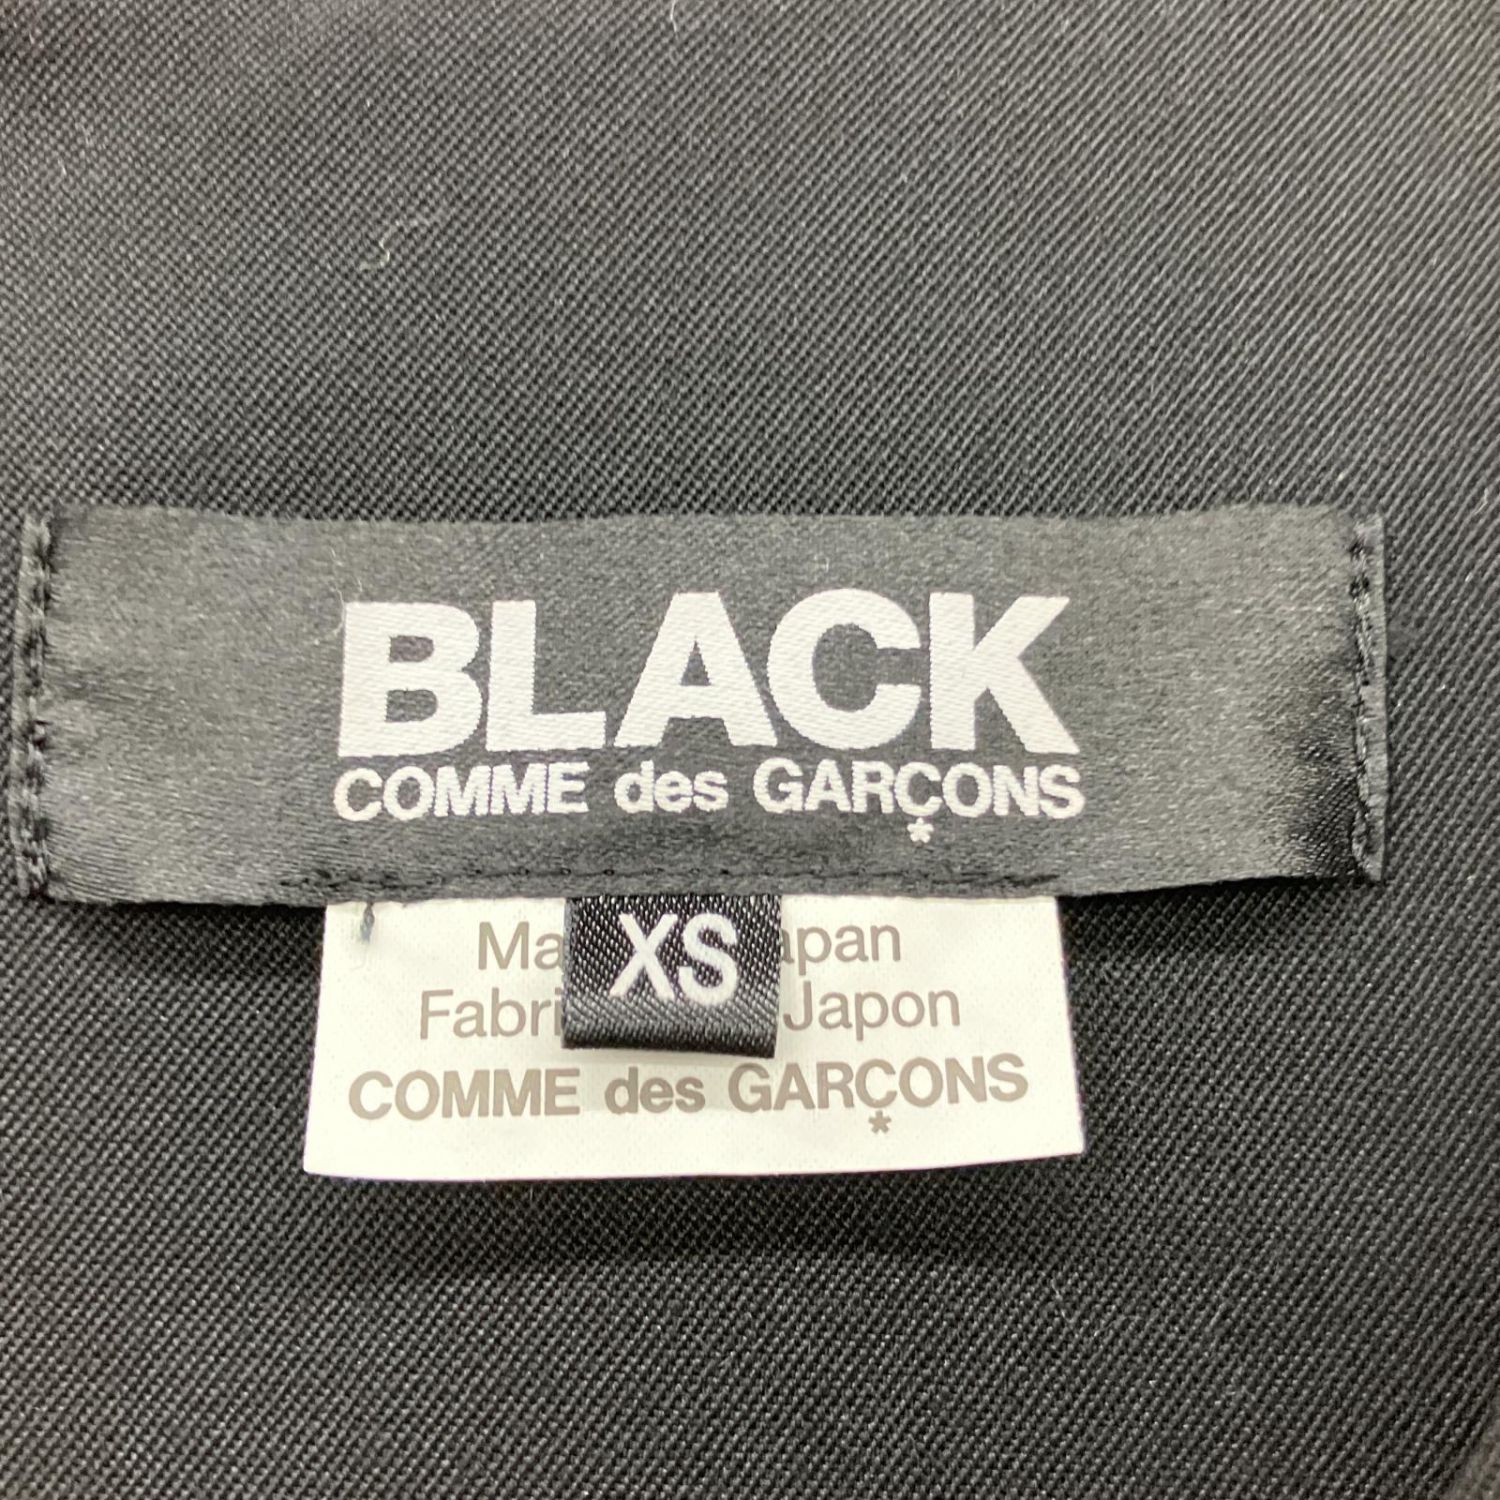 BLACK
COMME des GARÇONS
*
XS
Ma apan
Fabri Japon
COMME des GARÇONS
*